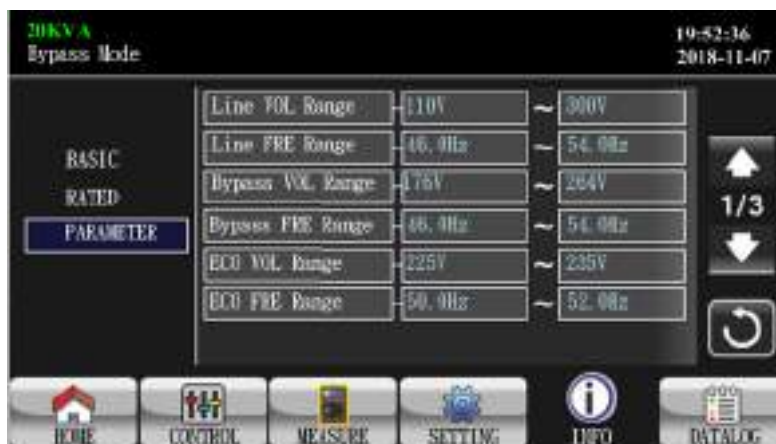 20KVA
Bypass Mode
19:52:36
2018-11-07
BASIC
RATED
PARAMETER
Line VOL Range 110V ~ 300V
Line FRE Range 46.0Hz ~ 54.0Hz
Bypass VOL Range 176V ~ 264V
Bypass FRE Range 46.0Hz ~ 54.0Hz
ECO VOL Range 225V ~ 235V
ECO FRE Range 50.0Hz ~ 52.0Hz
1/3
HOME
CONTROL
MEASURE
SETTING
INFO
DATALOG